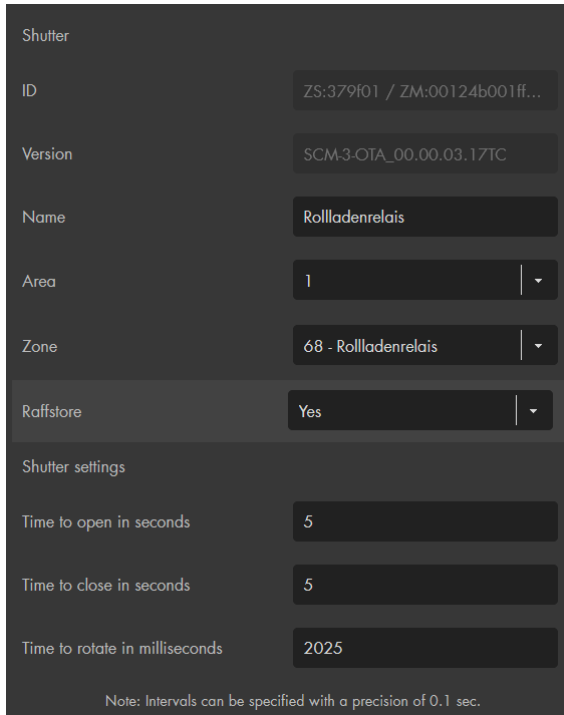 Shutter
ID ZS:379f01 / ZM:00124b001ff...
Version SCM-3-OTA_00.00.03.17TC
Name Rollladenrelais
Area 1
Zone 68 - Rollladenrelais
Raffstore Yes
Shutter settings
Time to open in seconds 5
Time to close in seconds 5
Time to rotate in milliseconds 2025
Note: Intervals can be specified with a precision of 0.1 sec.